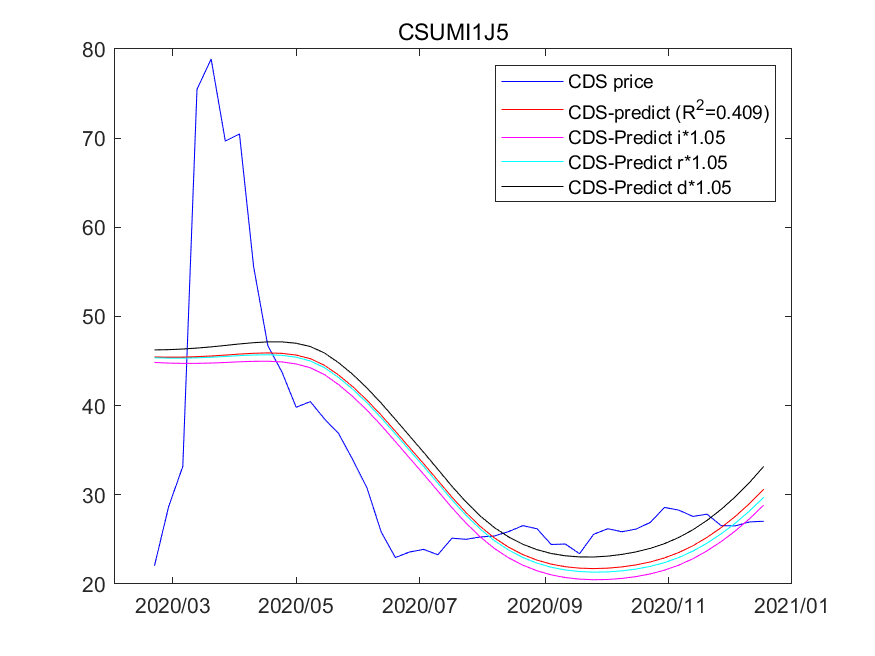 CSUMI1J5
80
70
60
50
40
30
20
CDS price
CDS-predict (R²=0.409)
CDS-Predict i*1.05
CDS-Predict r*1.05
CDS-Predict d*1.05
2020/03 2020/05 2020/07 2020/09 2020/11 2021/01